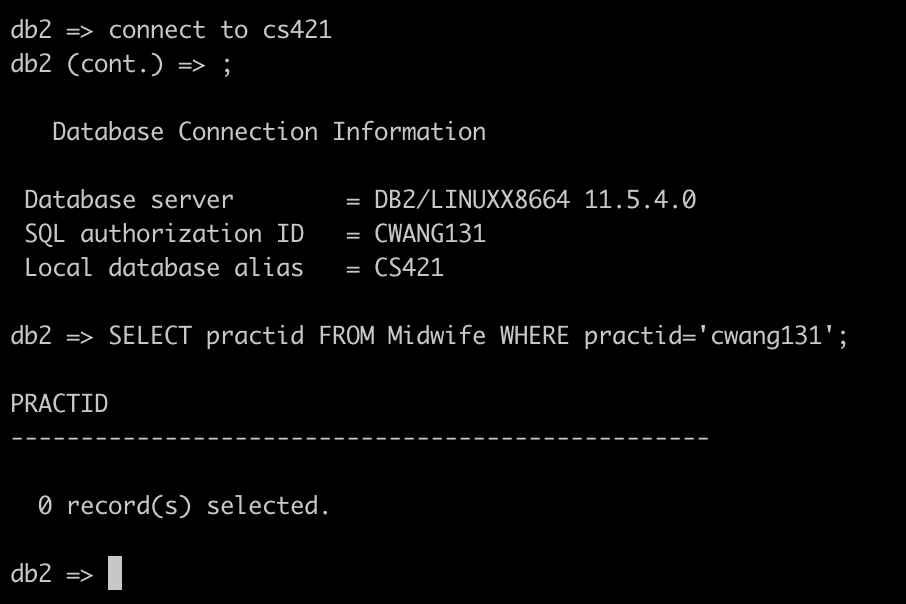 db2 => connect to cs421
db2 (cont.) => ;
Database Connection Information
Database server = DB2/LINUXX8664 11.5.4.0
SQL authorization ID = CWANG131
Local database alias = CS421
db2 => SELECT practid FROM Midwife WHERE practid='cwang131';
PRACTID
--------------------------------------------------
0 record(s) selected.
db2 =>